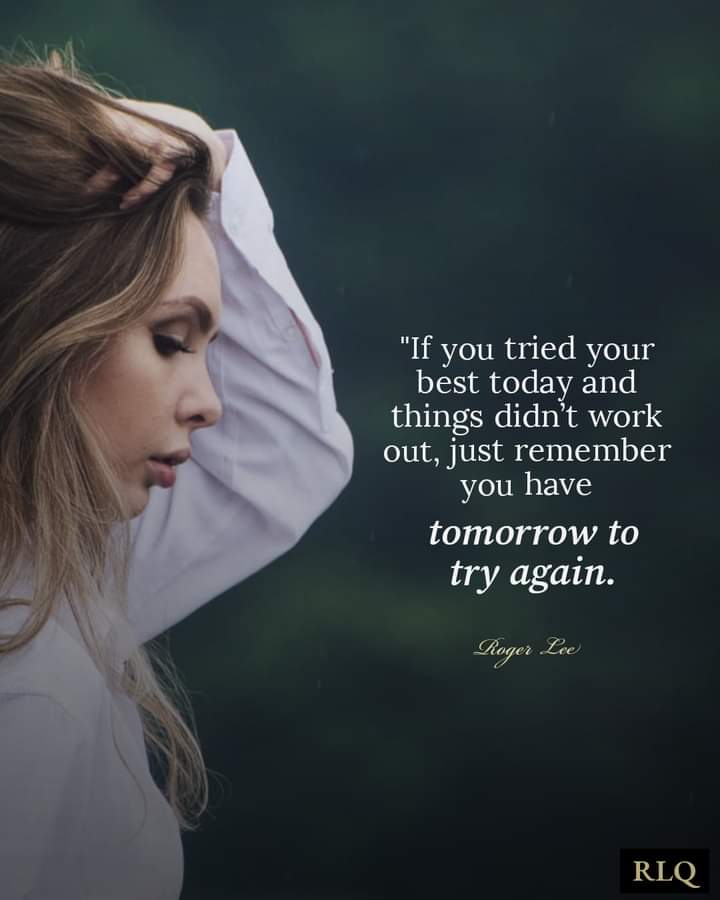 "If you tried your
best today and
things didn’t work
out, just remember
you have
tomorrow to
try again.
Roger Lee
RLQ